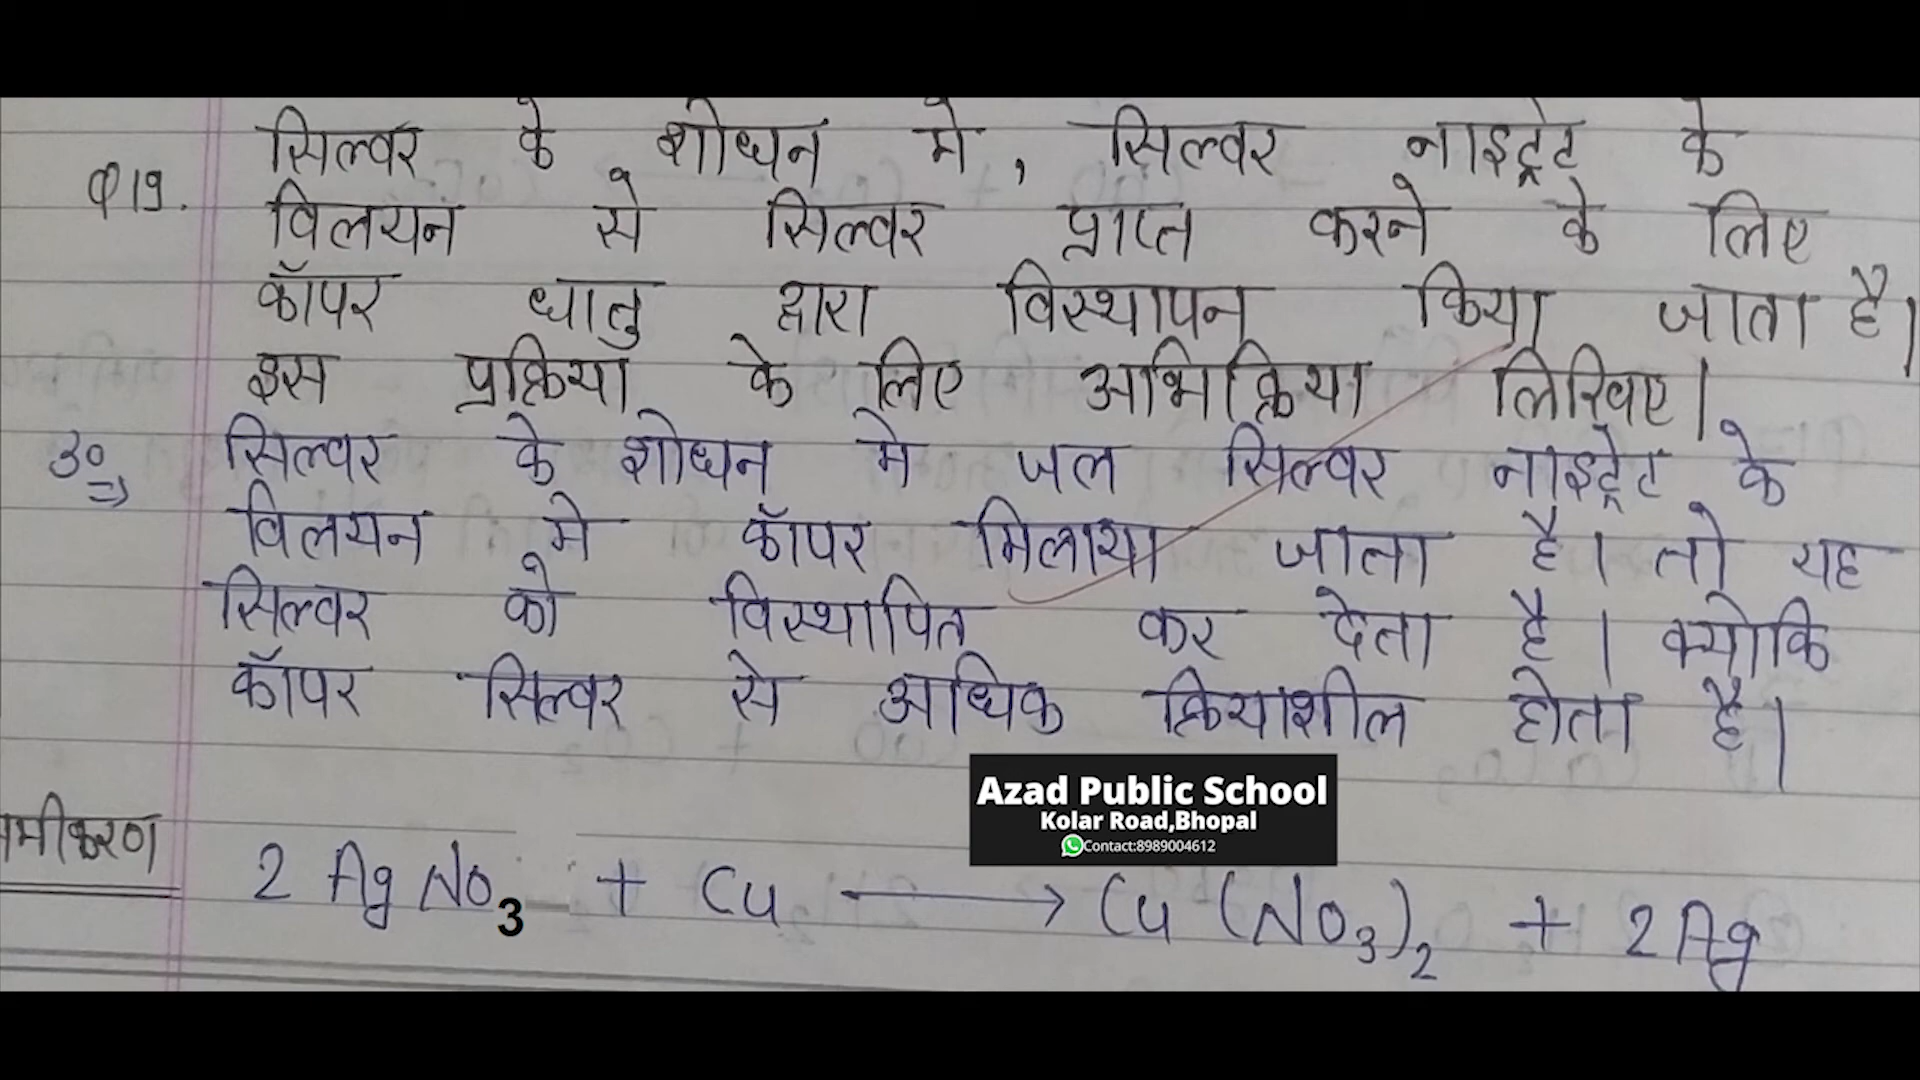 सिल्वर के शोधन मे, सिल्वर नाइट्रेट के
Q19. विलयन से सिल्वर प्राप्त करने के लिए
कॉपर धातु द्वारा विस्थापन किया जाता है।
इस प्रक्रिया के लिए अभिक्रिया लिखिए।
उ० => सिल्वर के शोधन मे जल सिल्वर नाइट्रेट के
विलयन मे कॉपर मिलाया जाता है। तो यह
सिल्वर को विस्थापित कर देता है। क्योकि
कॉपर सिल्वर से अधिक क्रियाशील होता है।
Azad Public School
Kolar Road,Bhopal
Contact:8989004612
मीकरण
2 Ag NO3 + Cu → Cu (NO3)2 + 2Ag